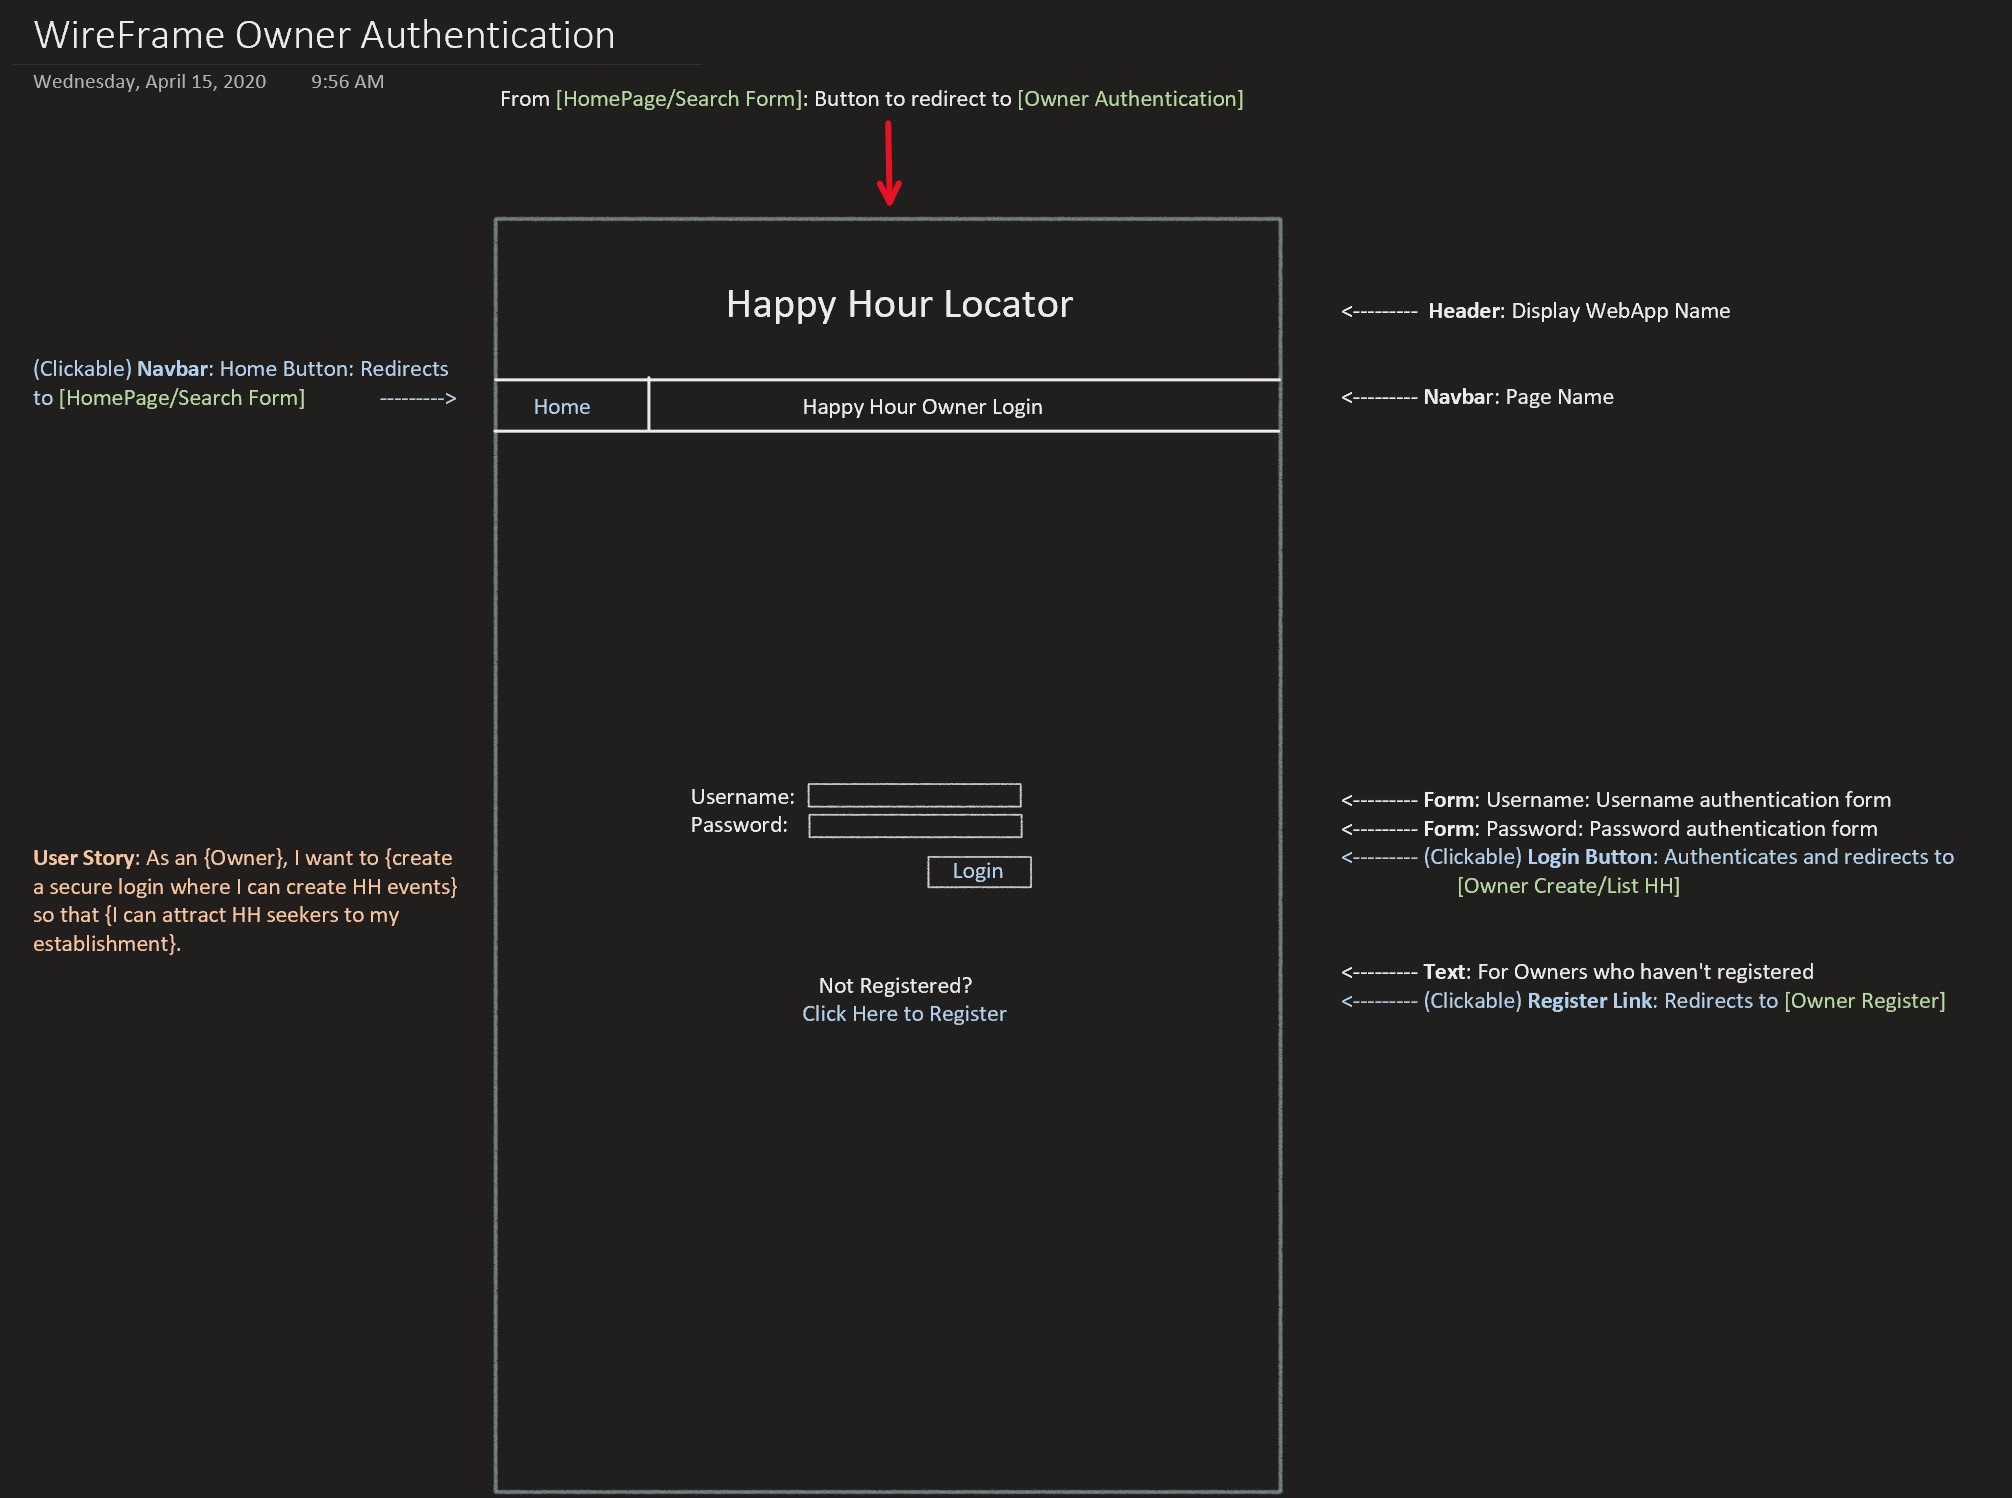 WireFrame Owner Authentication
Wednesday, April 15, 2020 9:56 AM
From [HomePage/Search Form]: Button to redirect to [Owner Authentication]
Happy Hour Locator
<--------- Header: Display WebApp Name
(Clickable) Navbar: Home Button: Redirects
to [HomePage/Search Form] --------->
Home
Happy Hour Owner Login
<--------- Navbar: Page Name
Username:
Password:
Login
<--------- Form: Username: Username authentication form
<--------- Form: Password: Password authentication form
<--------- (Clickable) Login Button: Authenticates and redirects to
[Owner Create/List HH]
User Story: As an {Owner}, I want to {create
a secure login where I can create HH events}
so that {I can attract HH seekers to my
establishment}.
Not Registered?
Click Here to Register
<--------- Text: For Owners who haven't registered
<--------- (Clickable) Register Link: Redirects to [Owner Register]